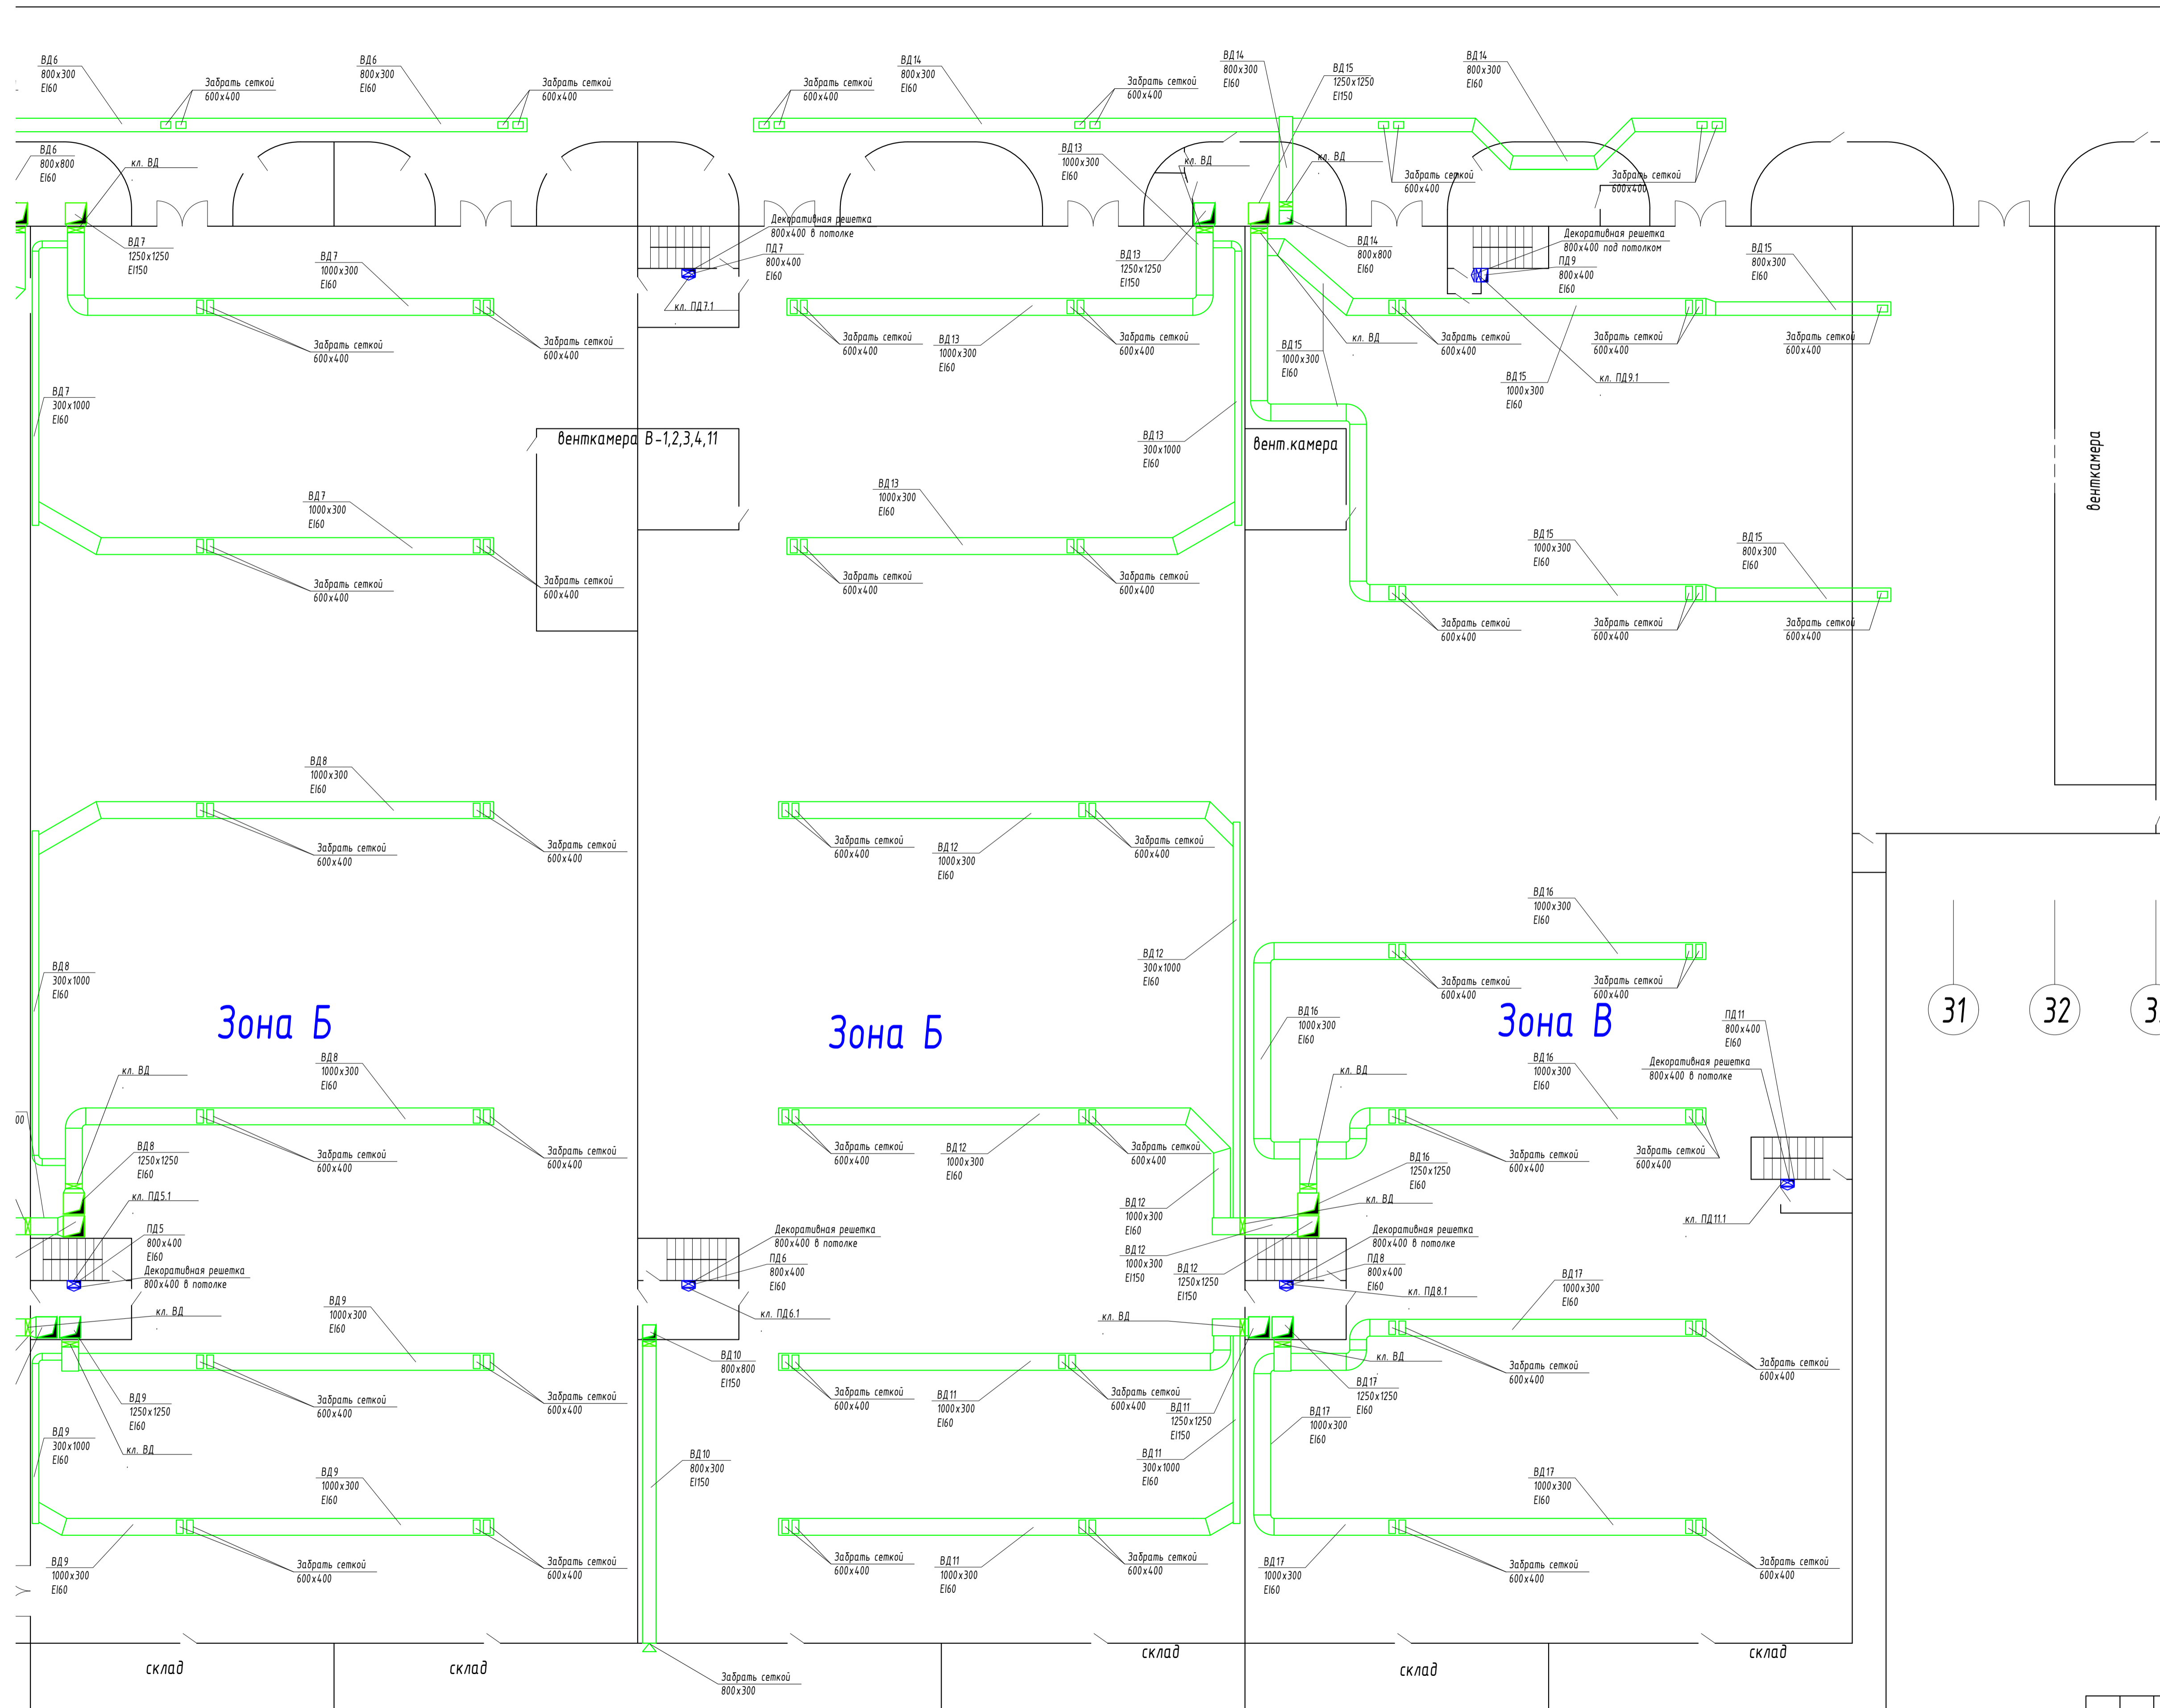 ВД6
800х300
EI60
Забрать сеткой
600х400
ВД6
800х300
EI60
Забрать сеткой
600х400
Забрать сеткой
600х400
ВД14
800х300
EI60
Забрать сеткой
600х400
ВД14
800х300
EI60
ВД15
1250х1250
EI150
ВД14
800х300
EI60
ВД6
800х800
EI60
кл. ВД
ВД13
1000х300
EI60
кл. ВД
кл. ВД
Забрать сеткой
600х400
Забрать сеткой
600х400
Декоративная решетка
800х400 в потолке
ПД7
800х400
EI60
кл. ПД7.1
ВД7
1250х1250
EI150
ВД7
1000х300
EI60
ВД13
1250х1250
EI150
ВД14
800х800
EI60
Декоративная решетка
800х400 под потолком
ПД9
800х400
EI60
ВД15
800х300
EI60
Забрать сеткой
600х400
Забрать сеткой
600х400
Забрать сеткой
600х400
ВД13
1000х300
EI60
Забрать сеткой
600х400
ВД15
1000х300
EI60
кл. ВД
Забрать сеткой
600х400
Забрать сеткой
600х400
Забрать сеткой
600х400
ВД15
1000х300
EI60
кл. ПД9.1
ВД7
300х1000
EI60
венткамера В-1,2,3,4,11
ВД13
300х1000
EI60
вент.камера
венткамера
ВД7
1000х300
EI60
ВД13
1000х300
EI60
ВД15
1000х300
EI60
ВД15
800х300
EI60
Забрать сеткой
600х400
Забрать сеткой
600х400
Забрать сеткой
600х400
Забрать сеткой
600х400
Забрать сеткой
600х400
Забрать сеткой
600х400
Забрать сеткой
600х400
ВД8
1000х300
EI60
Забрать сеткой
600х400
Забрать сеткой
600х400
Забрать сеткой
600х400
ВД12
1000х300
EI60
Забрать сеткой
600х400
ВД16
1000х300
EI60
ВД8
300х1000
EI60
ВД12
300х1000
EI60
Забрать сеткой
600х400
Забрать сеткой
600х400
Зона Б
Зона Б
Зона В
31
32
ВД16
1000х300
EI60
ПД11
800х400
EI60
Декоративная решетка
800х400 в потолке
кл. ВД
ВД8
1000х300
EI60
кл. ВД
ВД16
1000х300
EI60
00
ВД8
1250х1250
EI60
Забрать сеткой
600х400
Забрать сеткой
600х400
Забрать сеткой
600х400
ВД12
1000х300
EI60
Забрать сеткой
600х400
ВД16
1250х1250
EI60
Забрать сеткой
600х400
Забрать сеткой
600х400
кл. ПД5.1
ПД5
800х400
EI60
Декоративная решетка
800х400 в потолке
Декоративная решетка
800х400 в потолке
ПД6
800х400
EI60
кл. ПД6.1
ВД12
1000х300
EI60
ВД12
1000х300
EI150
ВД12
1250х1250
EI150
кл. ВД
Декоративная решетка
800х400 в потолке
ПД8
800х400
EI60
кл. ПД8.1
кл. ПД11.1
ВД17
1000х300
EI60
кл. ВД
ВД9
1000х300
EI60
кл. ВД
кл. ВД
ВД10
800х800
EI150
ВД9
1250х1250
EI60
Забрать сеткой
600х400
Забрать сеткой
600х400
Забрать сеткой
600х400
ВД11
1000х300
EI60
Забрать сеткой
600х400
ВД11
1250х1250
EI150
ВД17
1250х1250
EI60
Забрать сеткой
600х400
Забрать сеткой
600х400
ВД9
300х1000
EI60
кл. ВД
ВД17
1000х300
EI60
ВД10
800х300
EI150
ВД11
300х1000
EI60
ВД9
1000х300
EI60
ВД17
1000х300
EI60
ВД9
1000х300
EI60
Забрать сеткой
600х400
Забрать сеткой
600х400
Забрать сеткой
600х400
ВД11
1000х300
EI60
Забрать сеткой
600х400
ВД17
1000х300
EI60
Забрать сеткой
600х400
Забрать сеткой
600х400
склад
склад
Забрать сеткой
800х300
склад
склад
склад